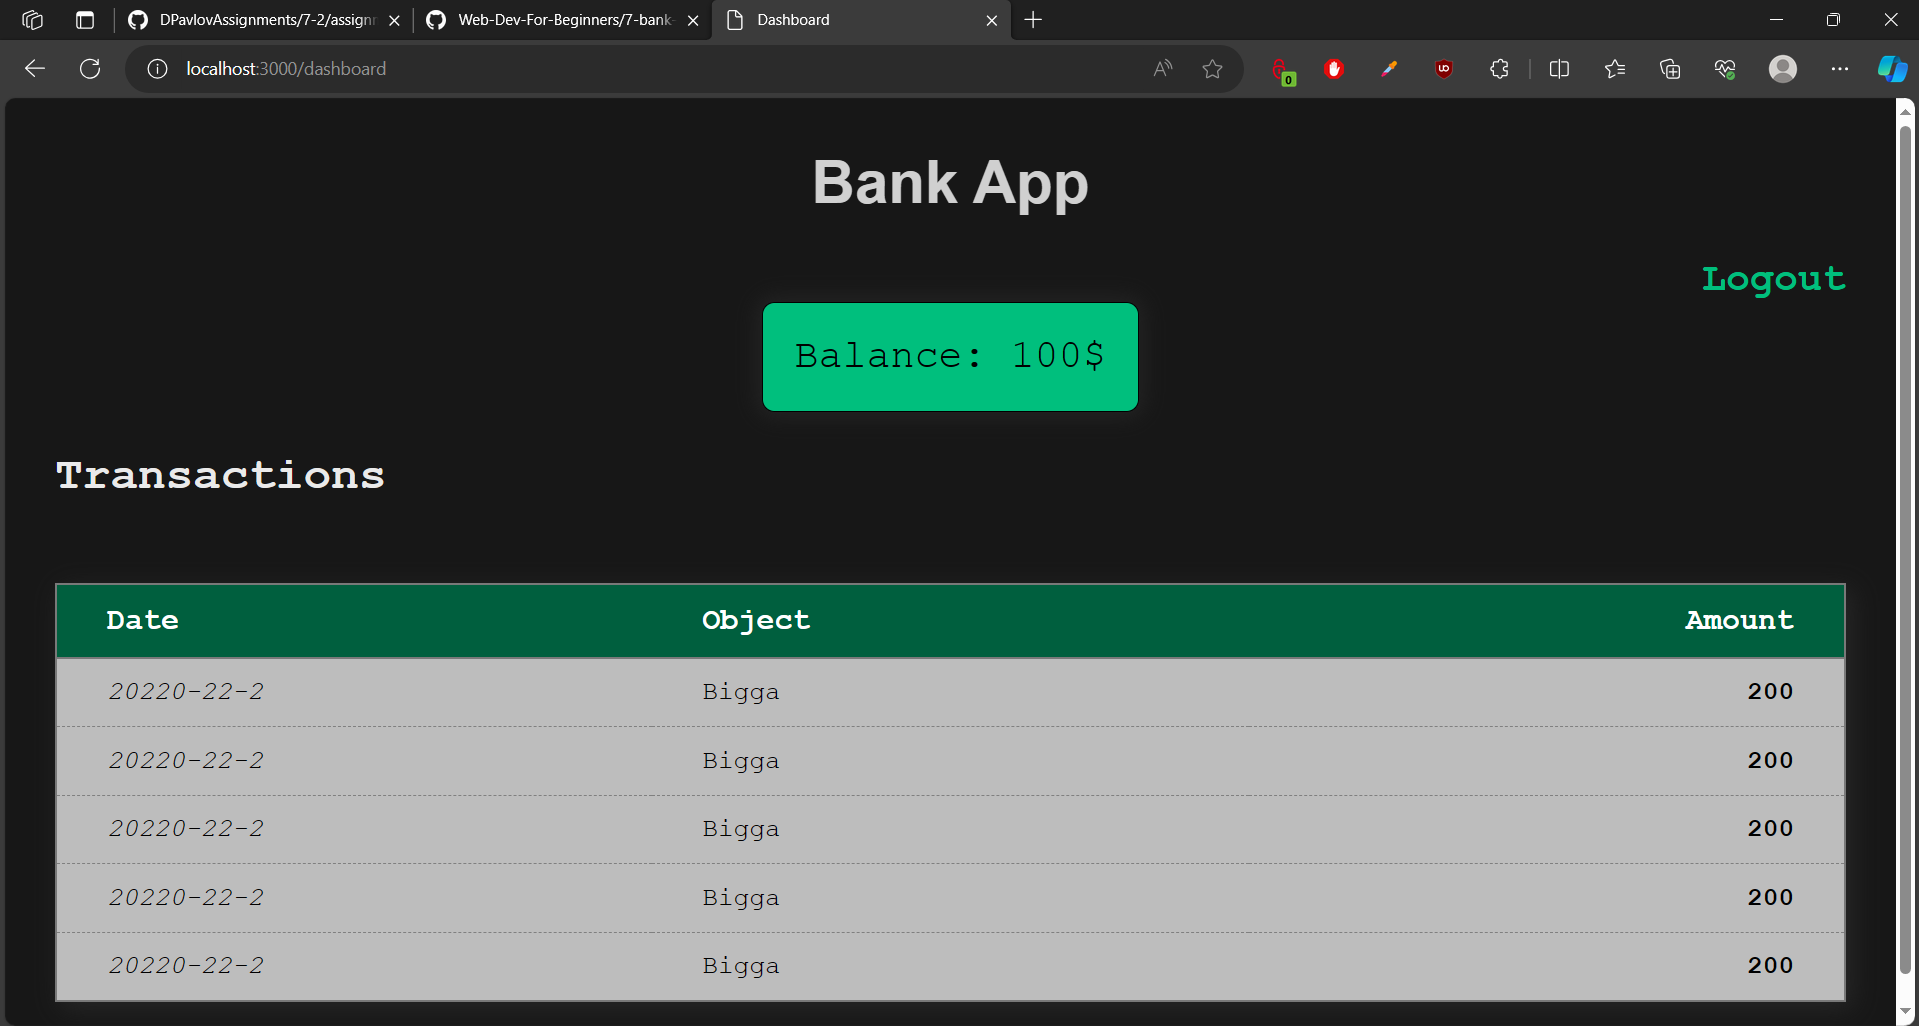 DPavlovAssignments/7-2/assignm
Web-Dev-For-Beginners/7-bank-
Dashboard
localhost:3000/dashboard
0
Bank App
Logout
Balance: 100$
Transactions
Date Object Amount
20220-22-2 Bigga 200
20220-22-2 Bigga 200
20220-22-2 Bigga 200
20220-22-2 Bigga 200
20220-22-2 Bigga 200